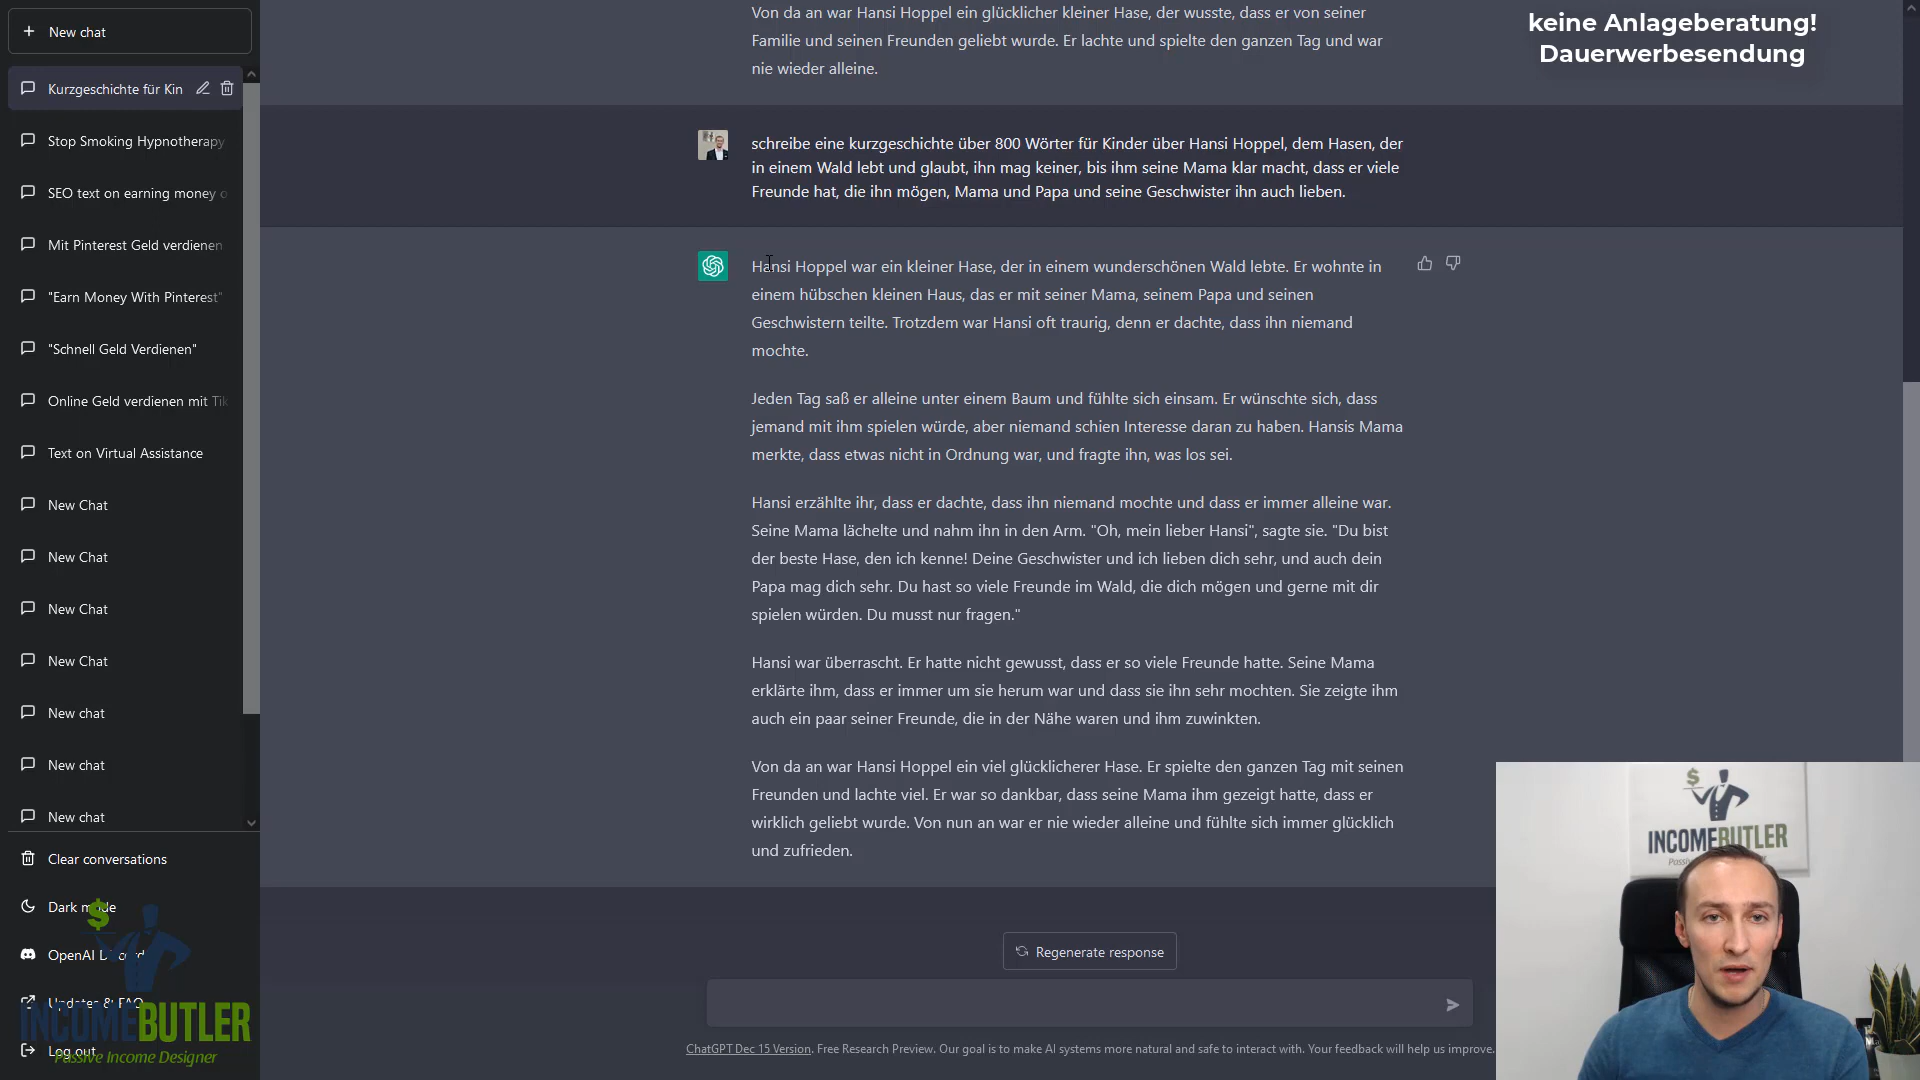 New chat
Kurzgeschichte für Kin
Stop Smoking Hypnotherapy
SEO text on earning money o
Mit Pinterest Geld verdienen
"Earn Money With Pinterest"
"Schnell Geld Verdienen"
Online Geld verdienen mit Tik
Text on Virtual Assistance
New Chat
New Chat
New Chat
New Chat
New chat
New chat
New chat
Clear conversations
Dark mode
OpenAI Discord
Updates & FAQ
Log out
INCOMEBUTLER
Passive Income Designer
Von da an war Hansi Hoppel ein glücklicher kleiner Hase, der wusste, dass er von seiner
Familie und seinen Freunden geliebt wurde. Er lachte und spielte den ganzen Tag und war
nie wieder alleine.
schreibe eine kurzgeschichte über 800 Wörter für Kinder über Hansi Hoppel, dem Hasen, der
in einem Wald lebt und glaubt, ihn mag keiner, bis ihm seine Mama klar macht, dass er viele
Freunde hat, die ihn mögen, Mama und Papa und seine Geschwister ihn auch lieben.
Hansi Hoppel war ein kleiner Hase, der in einem wunderschönen Wald lebte. Er wohnte in
einem hübschen kleinen Haus, das er mit seiner Mama, seinem Papa und seinen
Geschwistern teilte. Trotzdem war Hansi oft traurig, denn er dachte, dass ihn niemand
mochte.
Jeden Tag saß er alleine unter einem Baum und fühlte sich einsam. Er wünschte sich, dass
jemand mit ihm spielen würde, aber niemand schien Interesse daran zu haben. Hansis Mama
merkte, dass etwas nicht in Ordnung war, und fragte ihn, was los sei.
Hansi erzählte ihr, dass er dachte, dass ihn niemand mochte und dass er immer alleine war.
Seine Mama lächelte und nahm ihn in den Arm. "Oh, mein lieber Hansi", sagte sie. "Du bist
der beste Hase, den ich kenne! Deine Geschwister und ich lieben dich sehr, und auch dein
Papa mag dich sehr. Du hast so viele Freunde im Wald, die dich mögen und gerne mit dir
spielen würden. Du musst nur fragen."
Hansi war überrascht. Er hatte nicht gewusst, dass er so viele Freunde hatte. Seine Mama
erklärte ihm, dass er immer um sie herum war und dass sie ihn sehr mochten. Sie zeigte ihm
auch ein paar seiner Freunde, die in der Nähe waren und ihm zuwinkten.
Von da an war Hansi Hoppel ein viel glücklicherer Hase. Er spielte den ganzen Tag mit seinen
Freunden und lachte viel. Er war so dankbar, dass seine Mama ihm gezeigt hatte, dass er
wirklich geliebt wurde. Von nun an war er nie wieder alleine und fühlte sich immer glücklich
und zufrieden.
Regenerate response
ChatGPT Dec 15 Version. Free Research Preview. Our goal is to make AI systems more natural and safe to interact with. Your feedback will help us improve.
keine Anlageberatung!
Dauerwerbesendung
INCOMEBUTLER